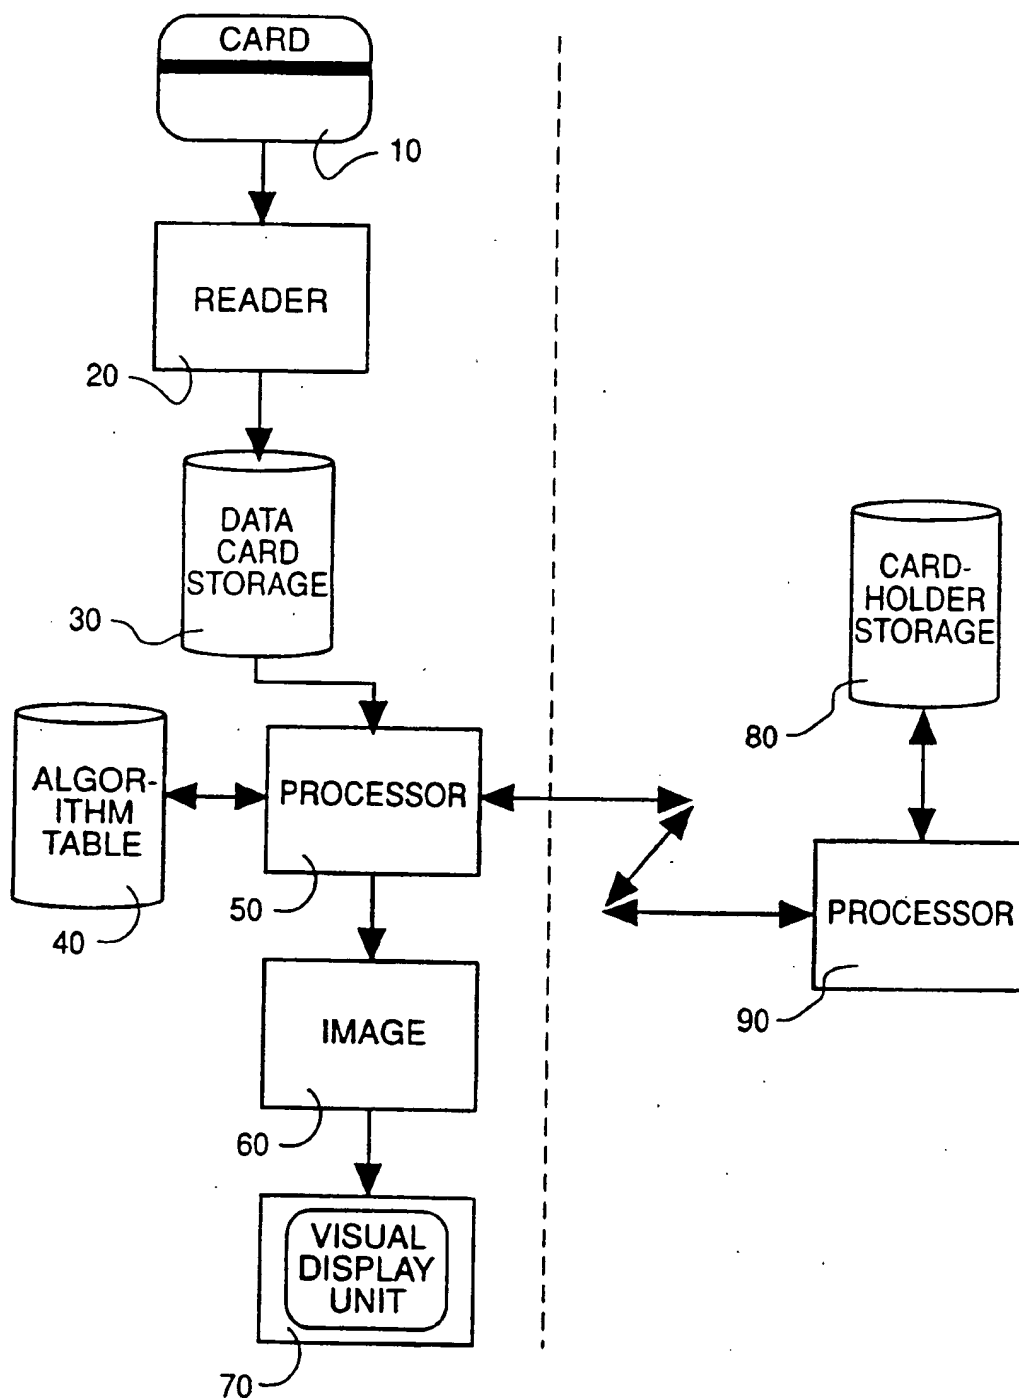 CARD
10
READER
20
DATA
CARD
STORAGE
30
ALGOR-
ITHM
TABLE
40
PROCESSOR
50
IMAGE
60
VISUAL
DISPLAY
UNIT
70
CARD-
HOLDER
STORAGE
80
PROCESSOR
90